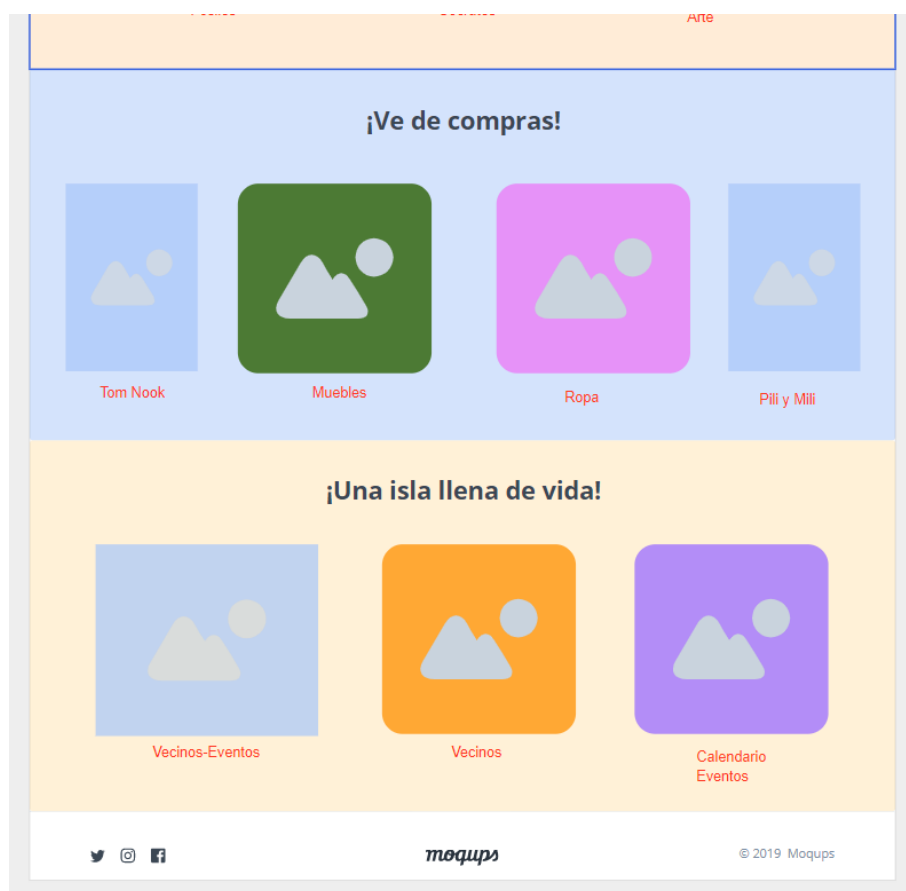 Arte
¡Ve de compras!
Tom Nook
Muebles
Ropa
Pili y Mili
¡Una isla llena de vida!
Vecinos-Eventos
Vecinos
Calendario
Eventos
moqups
© 2019 Moqups